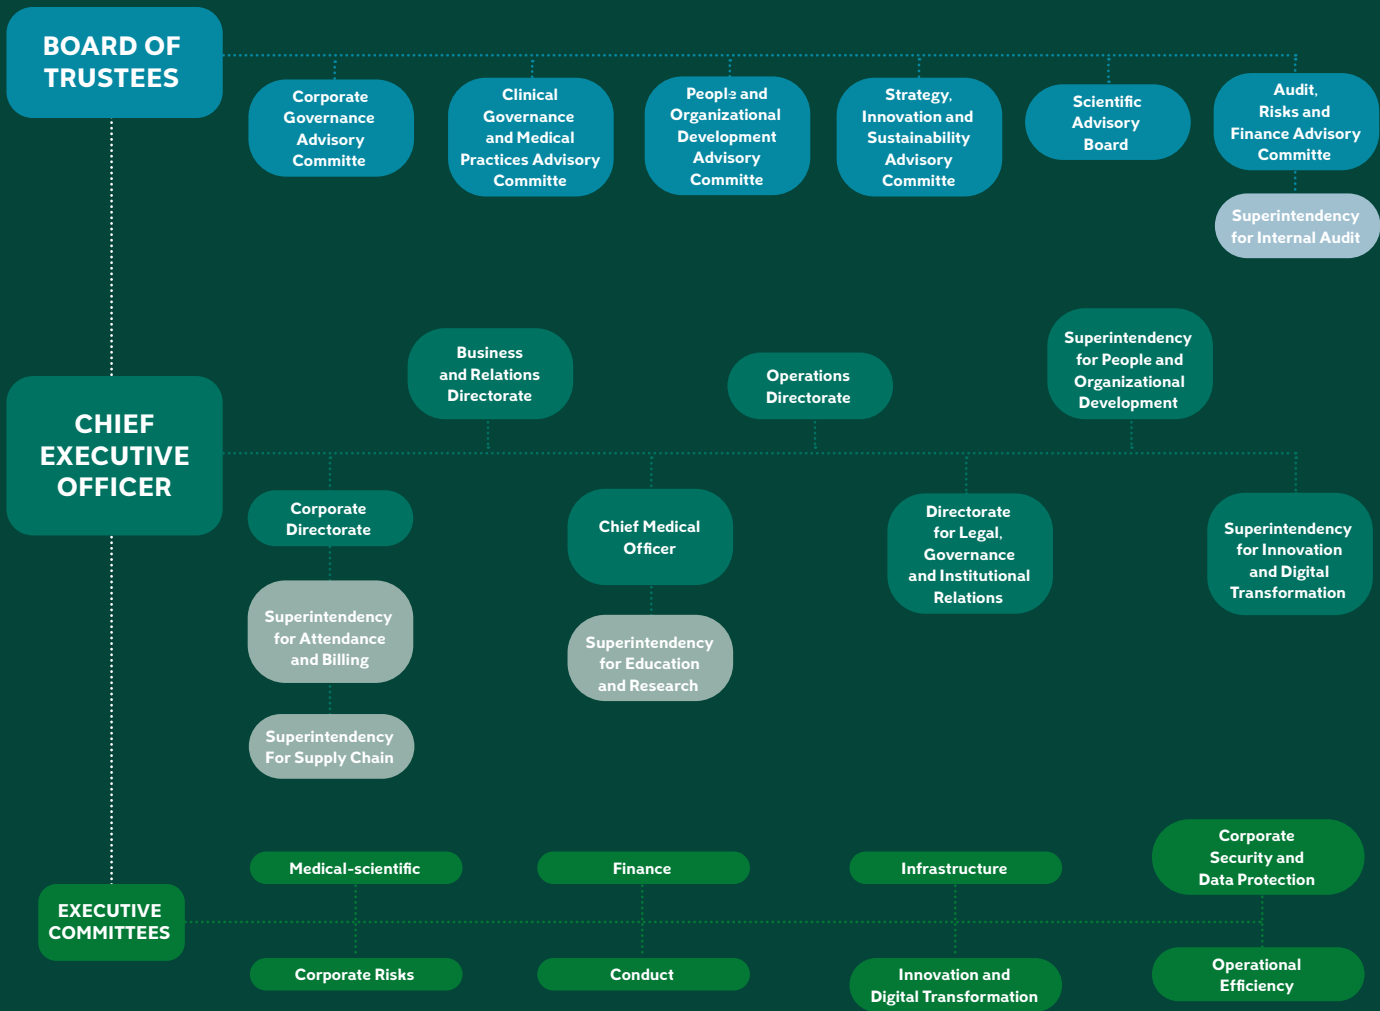 BOARD OF
TRUSTEES
Corporate
Governance
Advisory
Committe
Clinical
Governance
and Medical
Practices Advisory
Committe
People and
Organizational
Development
Advisory
Committe
Strategy,
Innovation and
Sustainability
Advisory
Committe
Scientific
Advisory
Board
Audit,
Risks and
Finance Advisory
Committe
Superintendency
for Internal Audit
CHIEF
EXECUTIVE
OFFICER
Business
and Relations
Directorate
Operations
Directorate
Superintendency
for People and
Organizational
Development
Corporate
Directorate
Superintendency
for Attendance
and Billing
Superintendency
For Supply Chain
Chief Medical
Officer
Superintendency
for Education
and Research
Directorate
for Legal,
Governance
and Institutional
Relations
Superintendency
for Innovation
and Digital
Transformation
EXECUTIVE
COMMITTEES
Medical-scientific
Finance
Infrastructure
Corporate
Security and
Data Protection
Corporate Risks
Conduct
Innovation and
Digital Transformation
Operational
Efficiency